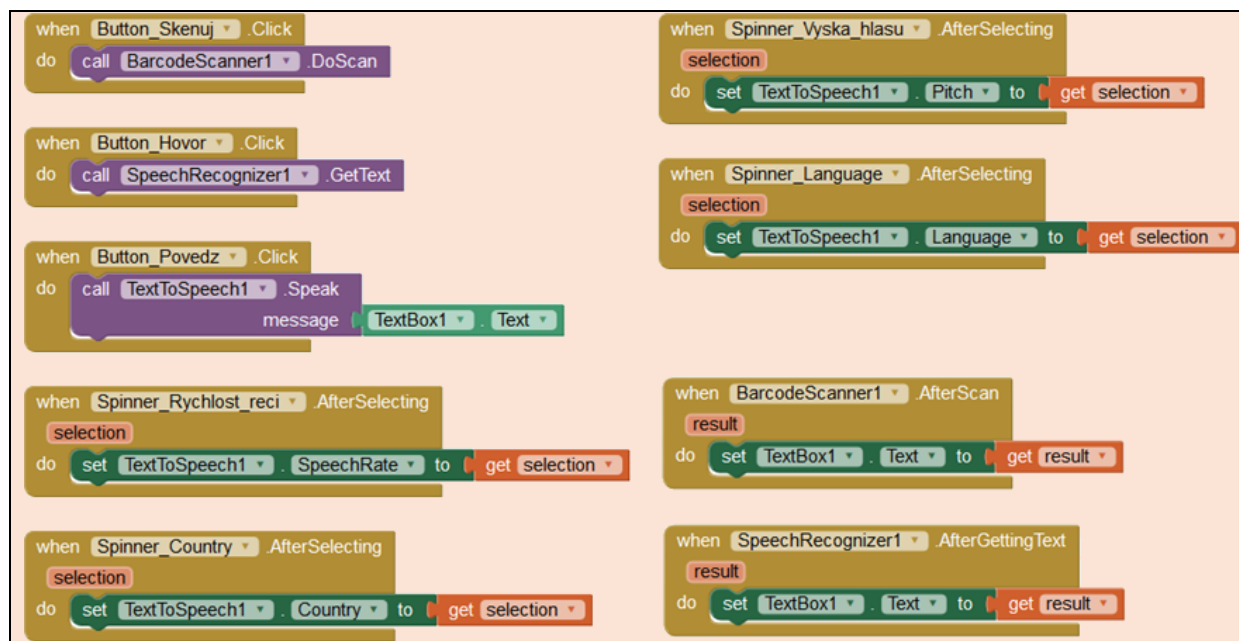 when Button_Skenuj .Click
do call BarcodeScanner1 .DoScan
when Button_Hovor .Click
do call SpeechRecognizer1 .GetText
when Button_Povedz .Click
do call TextToSpeech1 .Speak
message TextBox1 . Text
when Spinner_Rychlost_reci .AfterSelecting
selection
do set TextToSpeech1 . SpeechRate to get selection
when Spinner_Country .AfterSelecting
selection
do set TextToSpeech1 . Country to get selection
when Spinner_Vyska_hlasu .AfterSelecting
selection
do set TextToSpeech1 . Pitch to get selection
when Spinner_Language .AfterSelecting
selection
do set TextToSpeech1 . Language to get selection
when BarcodeScanner1 .AfterScan
result
do set TextBox1 . Text to get result
when SpeechRecognizer1 .AfterGettingText
result
do set TextBox1 . Text to get result